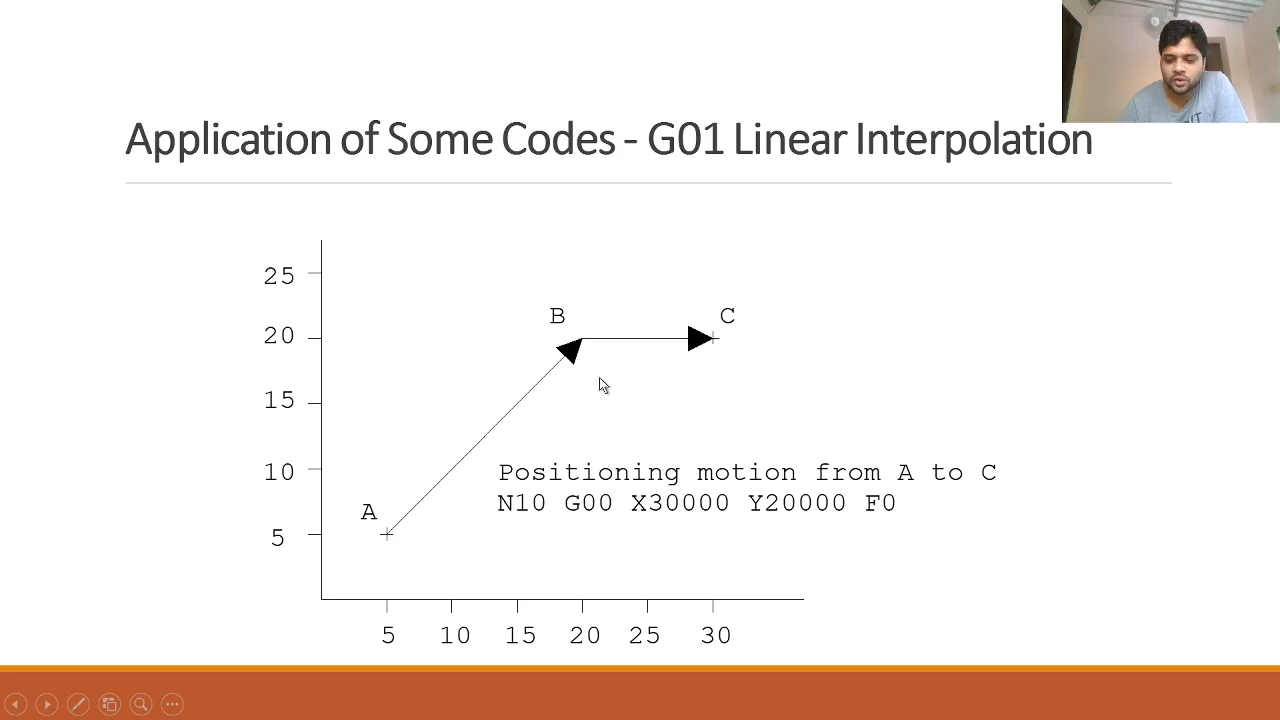 Application of Some Codes - G01 Linear Interpolation
25
B
C
20
15
Positioning motion from A to C
10
N10 G00 X30000 Y20000 F0
A
5
5 10 15 20 25 30